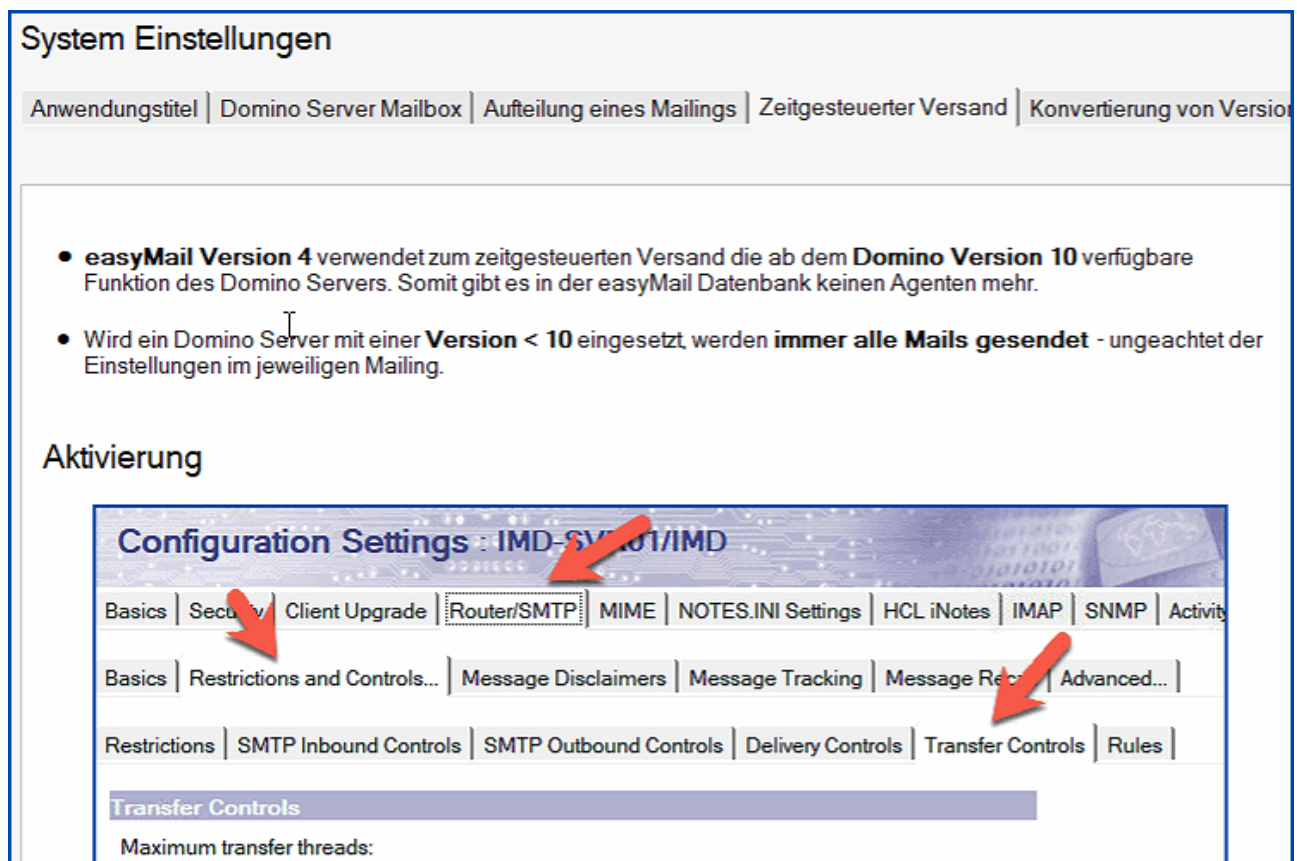 System Einstellungen
Anwendungstitel Domino Server Mailbox Aufteilung eines Mailings Zeitgesteuerter Versand Konvertierung von Version
easyMail Version 4 verwendet zum zeitgesteuerten Versand die ab dem Domino Version 10 verfügbare
Funktion des Domino Servers. Somit gibt es in der easyMail Datenbank keinen Agenten mehr.
Wird ein Domino Server mit einer Version < 10 eingesetzt, werden immer alle Mails gesendet - ungeachtet der
Einstellungen im jeweiligen Mailing.
Aktivierung
Configuration Settings : IMD-SVR01/IMD
Basics Security Client Upgrade Router/SMTP MIME NOTES.INI Settings HCL iNotes IMAP SNMP Activity
Basics Restrictions and Controls... Message Disclaimers Message Tracking Message Advanced...
Restrictions SMTP Inbound Controls SMTP Outbound Controls Delivery Controls Transfer Controls Rules
Transfer Controls
Maximum transfer threads: